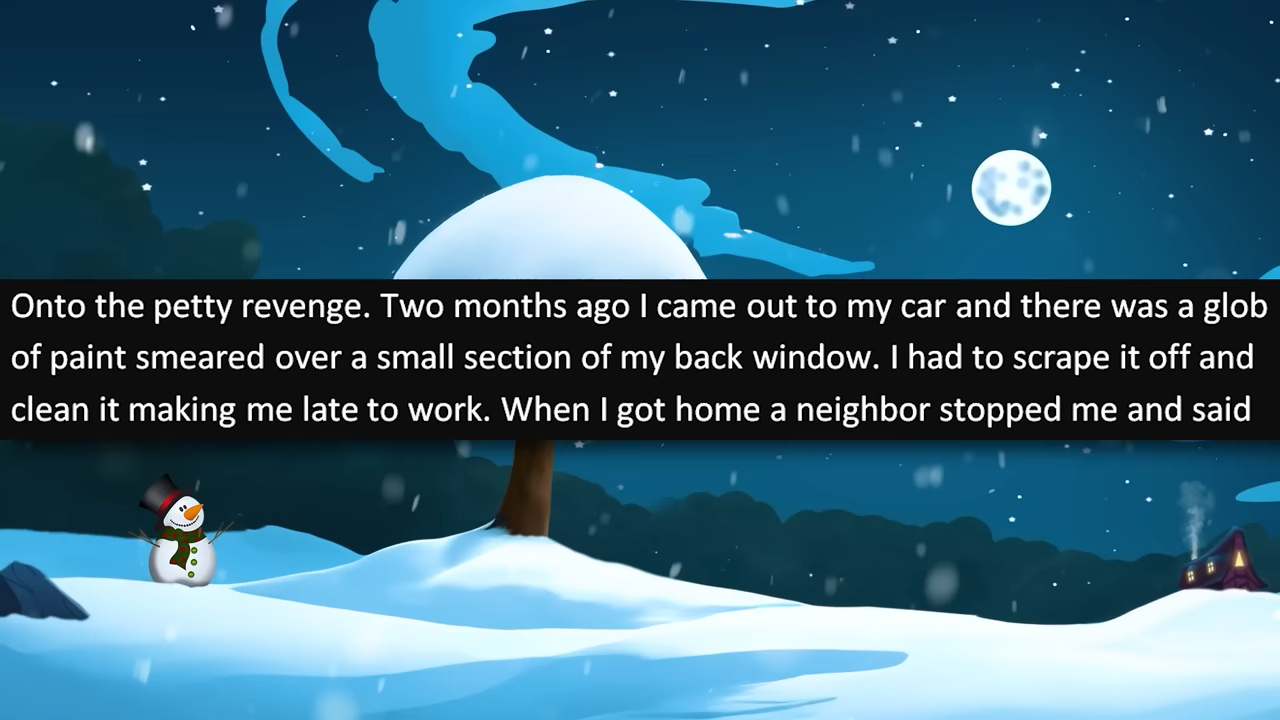 Onto the petty revenge. Two months ago I came out to my car and there was a glob
of paint smeared over a small section of my back window. I had to scrape it off and
clean it making me late to work. When I got home a neighbor stopped me and said